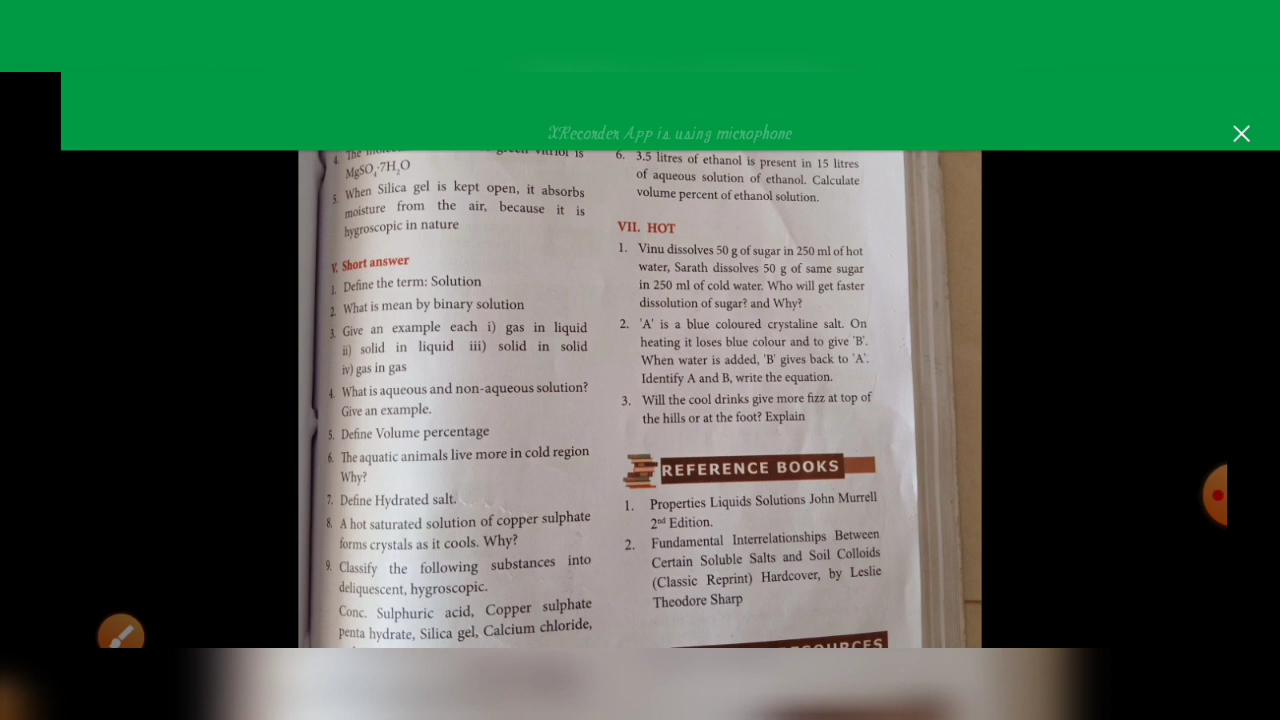 XRecorder App is using microphone
4. The green vitriol is
MgSO₄·7H₂O
5. When Silica gel is kept open, it absorbs
moisture from the air, because it is
hygroscopic in nature
V. Short answer
1. Define the term: Solution
2. What is mean by binary solution
3. Give an example each i) gas in liquid
ii) solid in liquid iii) solid in solid
iv) gas in gas
4. What is aqueous and non-aqueous solution?
Give an example.
5. Define Volume percentage
6. The aquatic animals live more in cold region
Why?
7. Define Hydrated salt.
8. A hot saturated solution of copper sulphate
forms crystals as it cools. Why?
9. Classify the following substances into
deliquescent, hygroscopic.
Conc. Sulphuric acid, Copper sulphate
penta hydrate, Silica gel, Calcium chloride,
6. 3.5 litres of ethanol is present in 15 litres
of aqueous solution of ethanol. Calculate
volume percent of ethanol solution.
VII. HOT
1. Vinu dissolves 50 g of sugar in 250 ml of hot
water, Sarath dissolves 50 g of same sugar
in 250 ml of cold water. Who will get faster
dissolution of sugar? and Why?
2. 'A' is a blue coloured crystaline salt. On
heating it loses blue colour and to give 'B'.
When water is added, 'B' gives back to 'A'.
Identify A and B, write the equation.
3. Will the cool drinks give more fizz at top of
the hills or at the foot? Explain
REFERENCE BOOKS
1. Properties Liquids Solutions John Murrell
2nd Edition.
2. Fundamental Interrelationships Between
Certain Soluble Salts and Soil Colloids
(Classic Reprint) Hardcover, by Leslie
Theodore Sharp